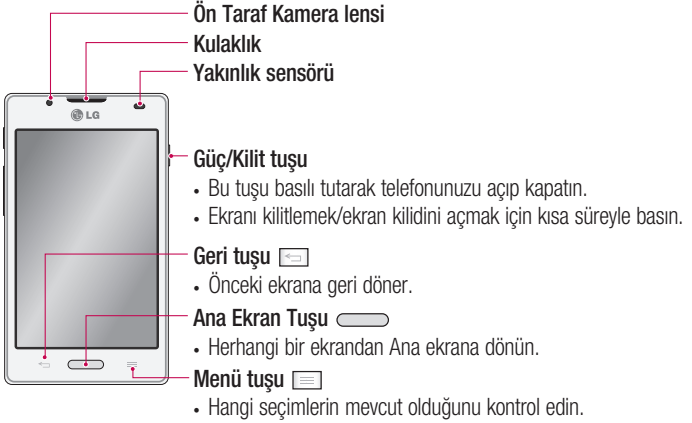 Ön Taraf Kamera lensi
Kulaklık
Yakınlık sensörü
LG
Güç/Kilit tuşu
• Bu tuşu basılı tutarak telefonunuzu açıp kapatın.
• Ekranı kilitlemek/ekran kilidini açmak için kısa süreyle basın.
Geri tuşu
• Önceki ekrana geri döner.
Ana Ekran Tuşu
• Herhangi bir ekrandan Ana ekrana dönün.
Menü tuşu
• Hangi seçimlerin mevcut olduğunu kontrol edin.